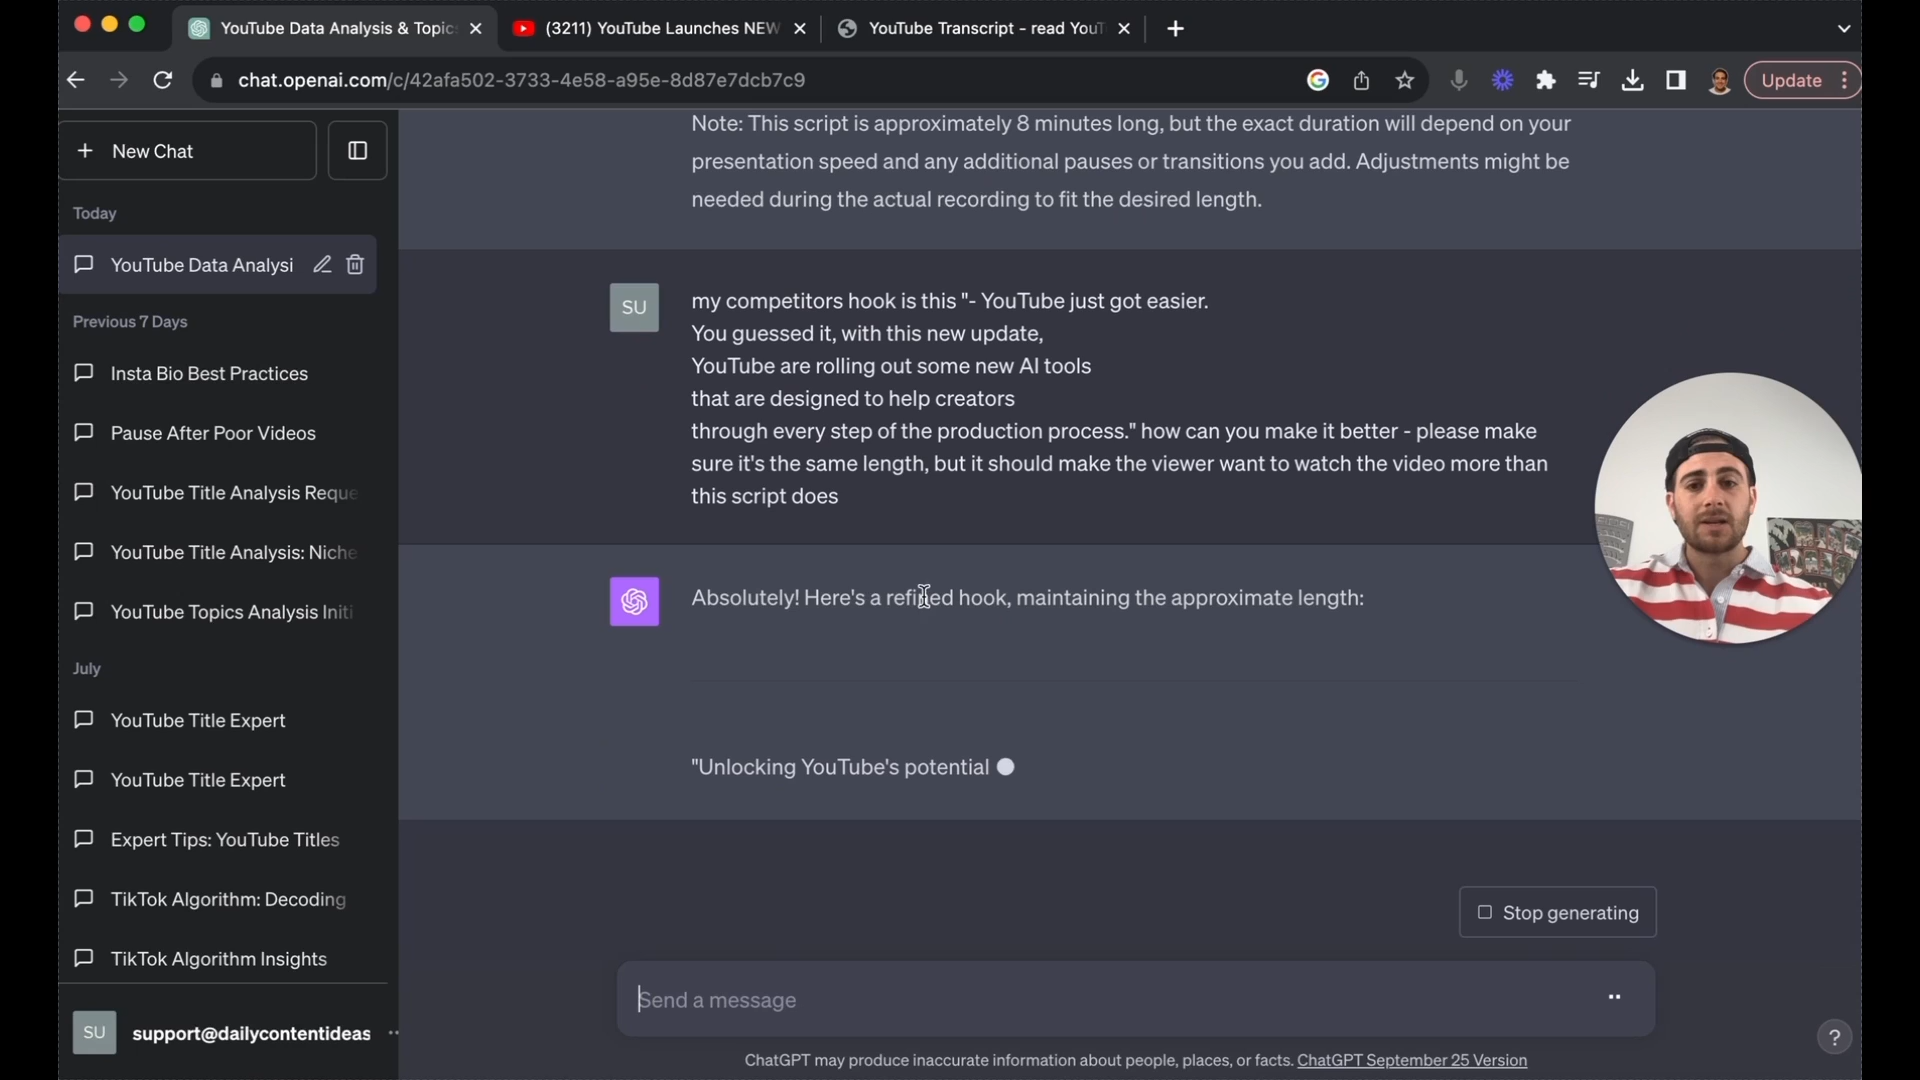 YouTube Data Analysis & Topic
(3211) YouTube Launches NEW
YouTube Transcript - read YouT
chat.openai.com/c/42afa502-3733-4e58-a95e-8d87e7dcb7c9
Update
New Chat
Today
YouTube Data Analysi
Previous 7 Days
Insta Bio Best Practices
Pause After Poor Videos
YouTube Title Analysis Reque
YouTube Title Analysis: Niche
YouTube Topics Analysis Initi
July
YouTube Title Expert
YouTube Title Expert
Expert Tips: YouTube Titles
TikTok Algorithm: Decoding
TikTok Algorithm Insights
SU
support@dailycontentideas
Note: This script is approximately 8 minutes long, but the exact duration will depend on your
presentation speed and any additional pauses or transitions you add. Adjustments might be
needed during the actual recording to fit the desired length.
SU
my competitors hook is this "- YouTube just got easier.
You guessed it, with this new update,
YouTube are rolling out some new AI tools
that are designed to help creators
through every step of the production process." how can you make it better - please make
sure it's the same length, but it should make the viewer want to watch the video more than
this script does
Absolutely! Here's a refined hook, maintaining the approximate length:
"Unlocking YouTube's potential
Stop generating
Send a message
ChatGPT may produce inaccurate information about people, places, or facts. ChatGPT September 25 Version
?